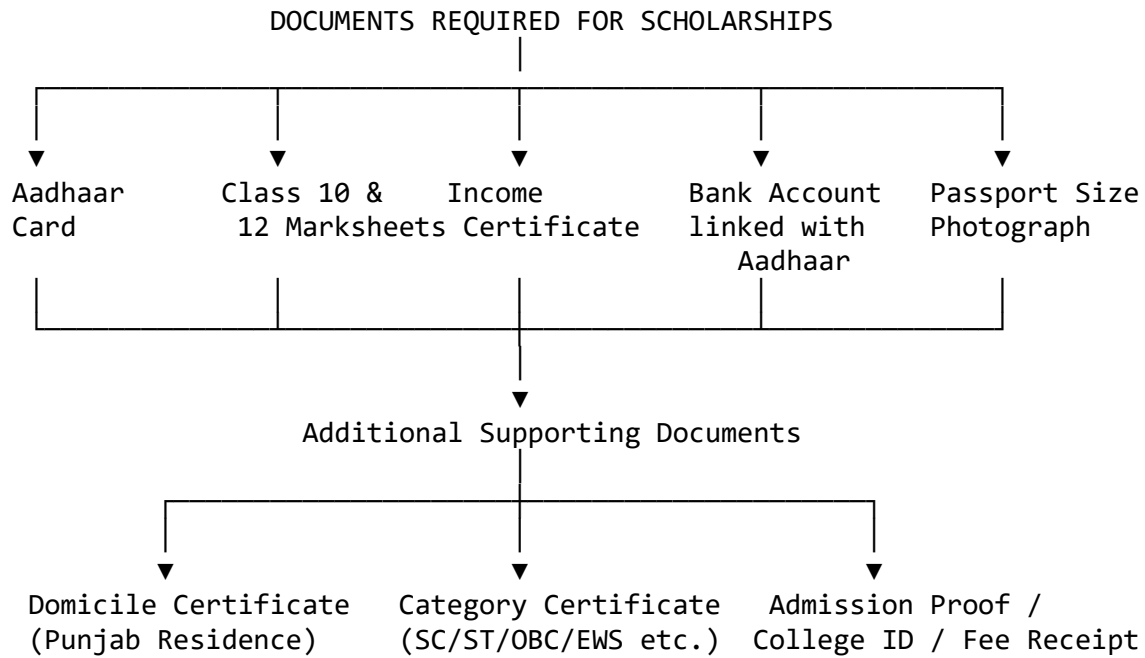 DOCUMENTS REQUIRED FOR SCHOLARSHIPS
Aadhaar Card
Class 10 & 12 Marksheets
Income Certificate
Bank Account linked with Aadhaar
Passport Size Photograph
Additional Supporting Documents
Domicile Certificate
(Punjab Residence)
Category Certificate
(SC/ST/OBC/EWS etc.)
Admission Proof /
College ID / Fee Receipt